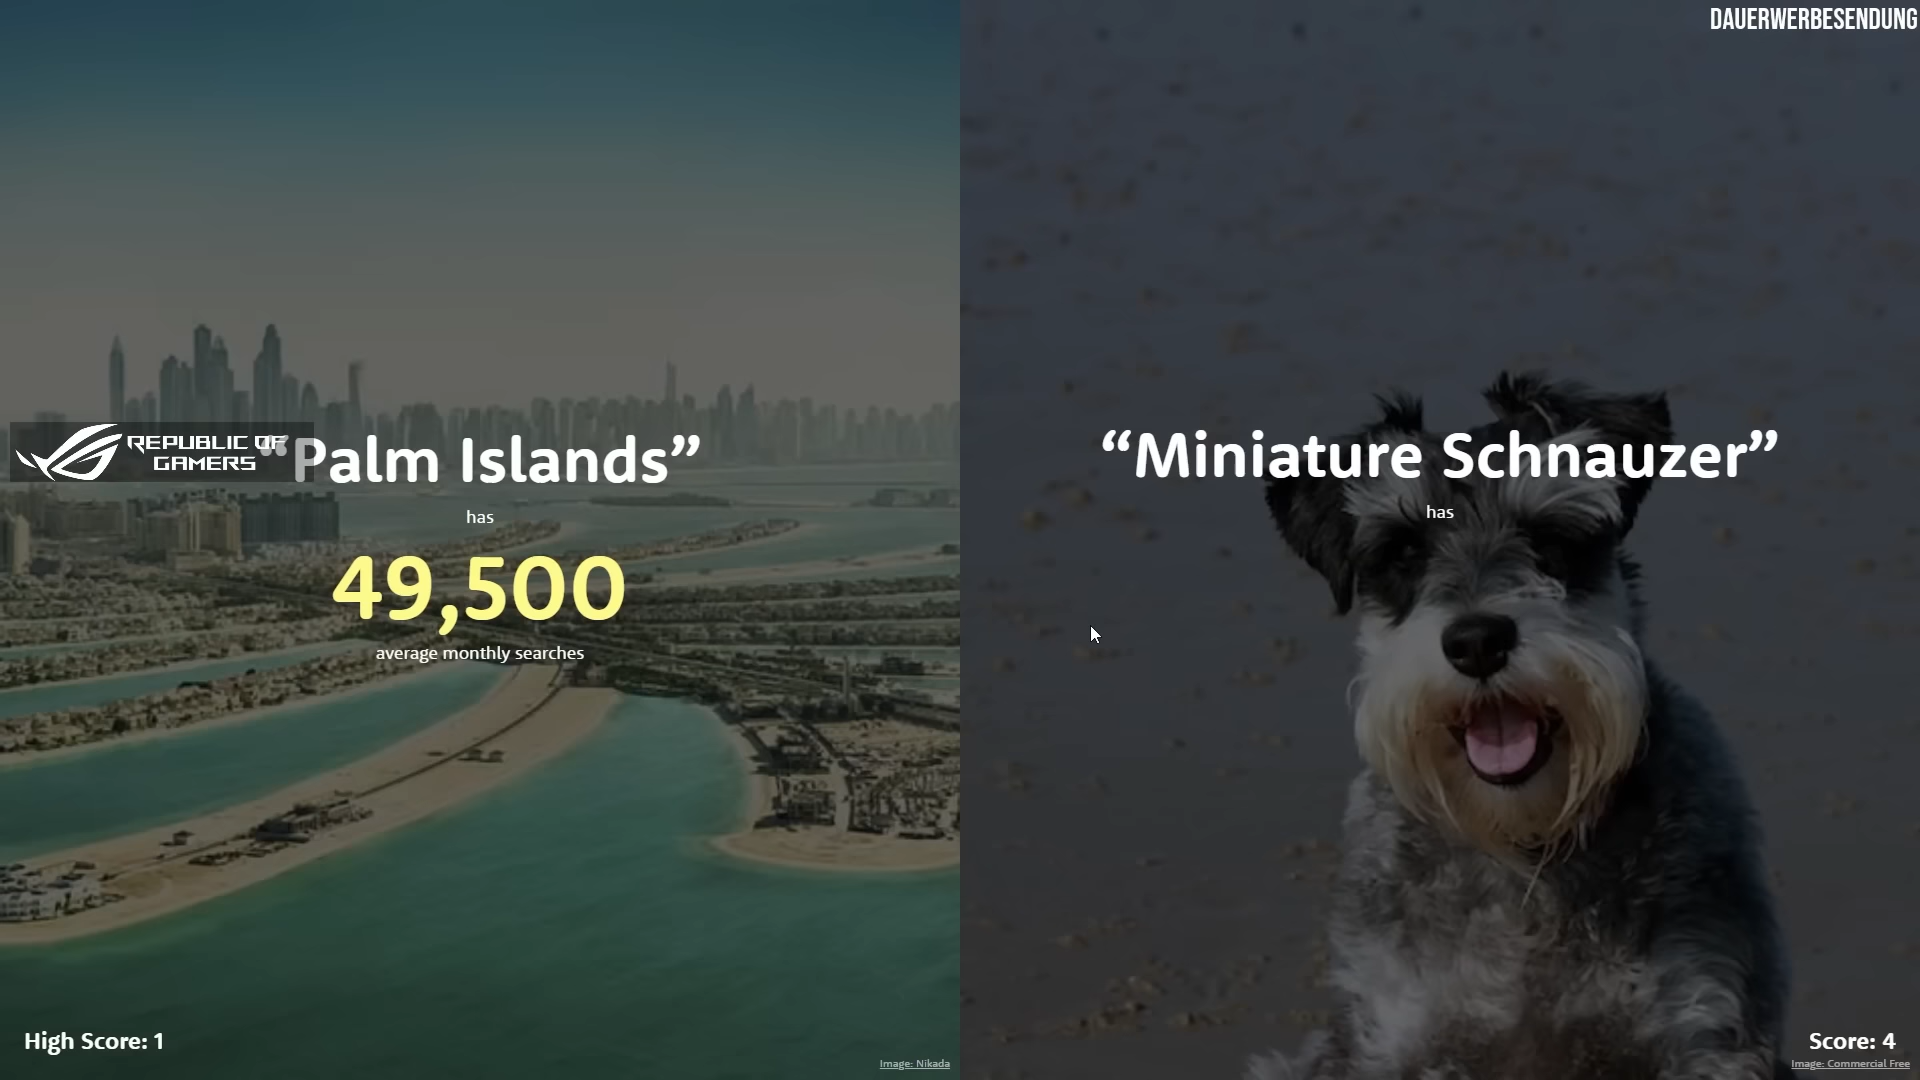 DAUERWERBESENDUNG
REPUBLIC OF
GAMERS
“Palm Islands”
has
49,500
average monthly searches
“Miniature Schnauzer”
has
High Score: 1
Image: Nikada
Score: 4
Image: Commercial Free